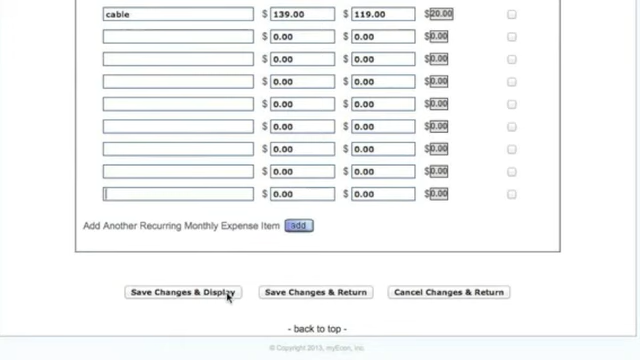 cable $ 139.00 $ 119.00 $20.00
$ 0.00 $ 0.00 $0.00
$ 0.00 $ 0.00 $0.00
$ 0.00 $ 0.00 $0.00
$ 0.00 $ 0.00 $0.00
$ 0.00 $ 0.00 $0.00
$ 0.00 $ 0.00 $0.00
$ 0.00 $ 0.00 $0.00
$ 0.00 $ 0.00 $0.00
Add Another Recurring Monthly Expense Item add
Save Changes & Display Save Changes & Return Cancel Changes & Return
- back to top -
© Copyright 2013, myEcon, Inc.